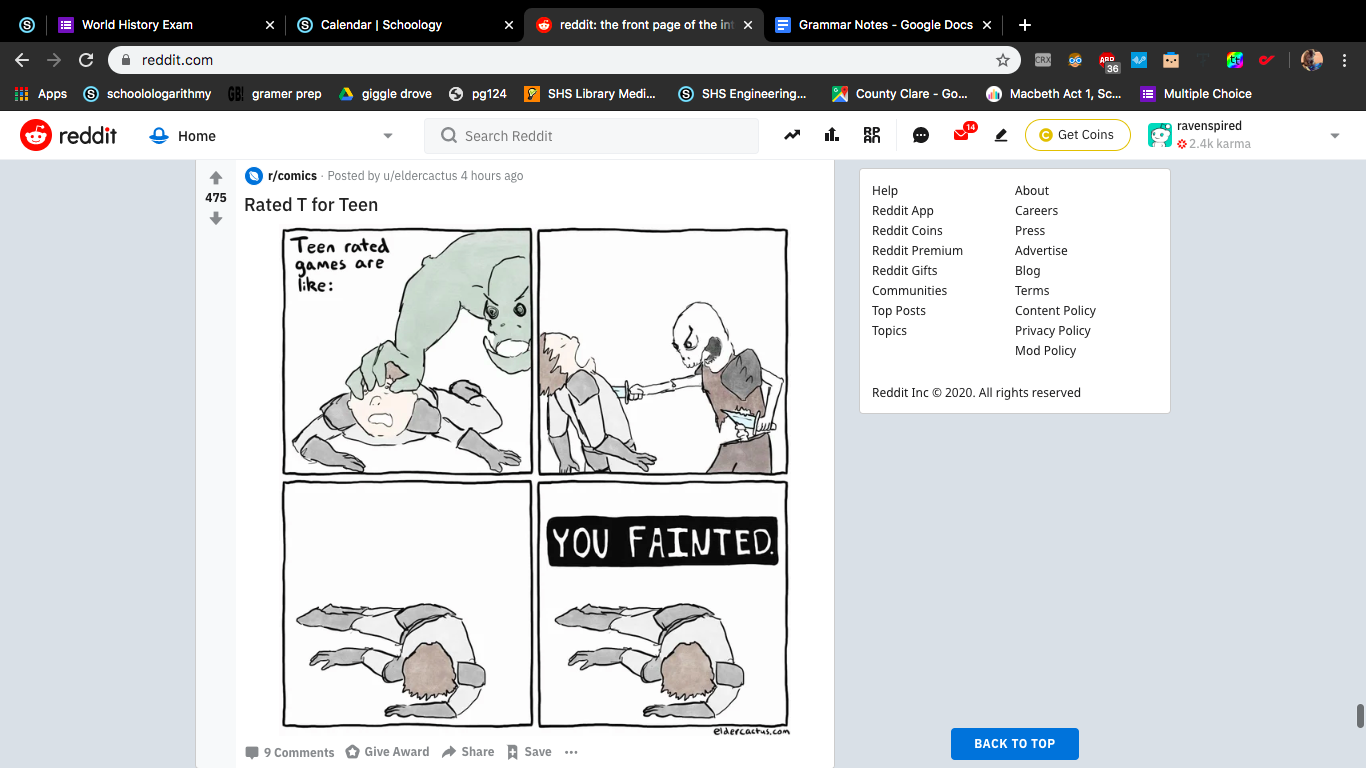 World History Exam
Calendar | Schoology
reddit: the front page of the int
Grammar Notes - Google Docs
reddit.com
CRX
ABP
36
Apps
schoolologarithmy
GB!
gramer prep
giggle drove
pg124
SHS Library Medi...
SHS Engineering...
County Clare - Go...
Macbeth Act 1, Sc...
Multiple Choice
reddit
Home
Search Reddit
14
Get Coins
ravenspired
2.4k karma
r/comics · Posted by u/eldercactus 4 hours ago
475
Rated T for Teen
Teen rated
games are
like:
YOU FAINTED.
eldercactus.com
9 Comments
Give Award
Share
Save
Help
About
Reddit App
Careers
Reddit Coins
Press
Reddit Premium
Advertise
Reddit Gifts
Blog
Communities
Terms
Top Posts
Content Policy
Topics
Privacy Policy
Mod Policy
Reddit Inc © 2020. All rights reserved
BACK TO TOP